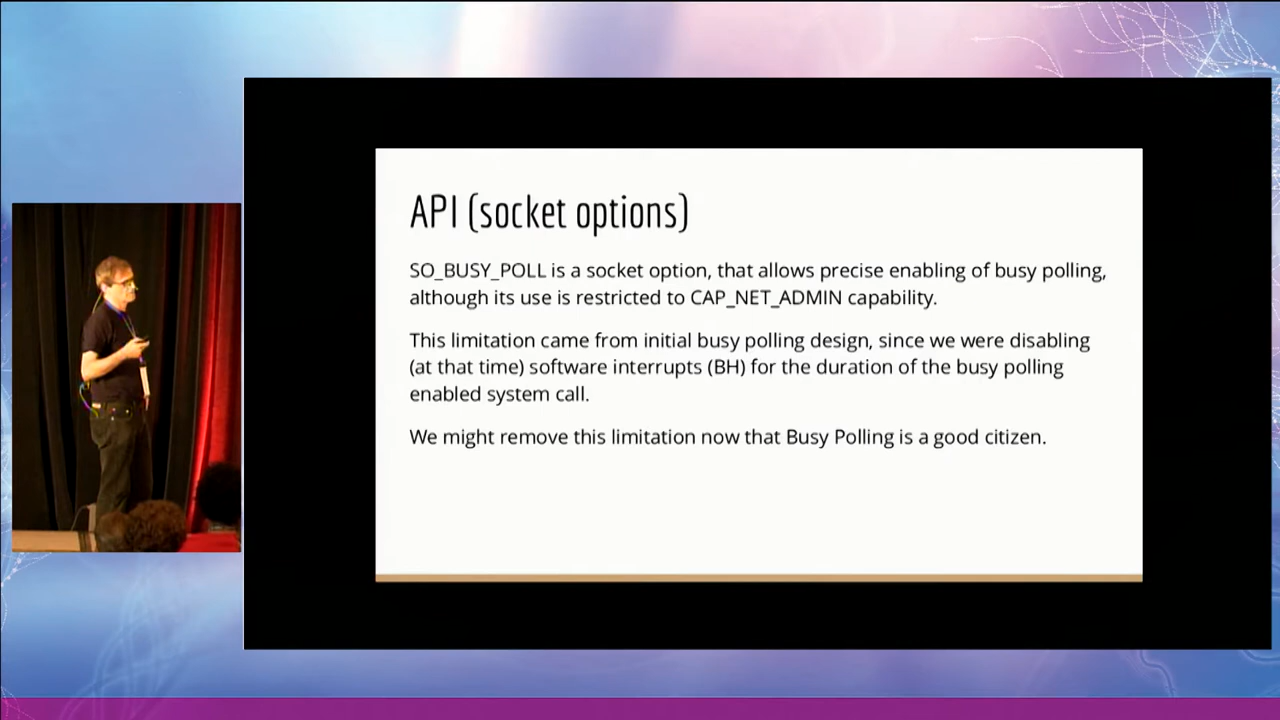 API (socket options)
SO_BUSY_POLL is a socket option, that allows precise enabling of busy polling,
although its use is restricted to CAP_NET_ADMIN capability.
This limitation came from initial busy polling design, since we were disabling
(at that time) software interrupts (BH) for the duration of the busy polling
enabled system call.
We might remove this limitation now that Busy Polling is a good citizen.